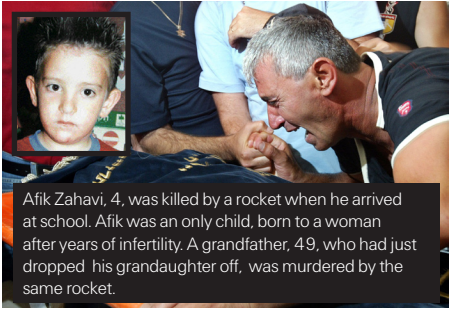 Afik Zahavi, 4, was killed by a rocket when he arrived
at school. Afik was an only child, born to a woman
after years of infertility. A grandfather, 49, who had just
dropped his grandaughter off, was murdered by the
same rocket.